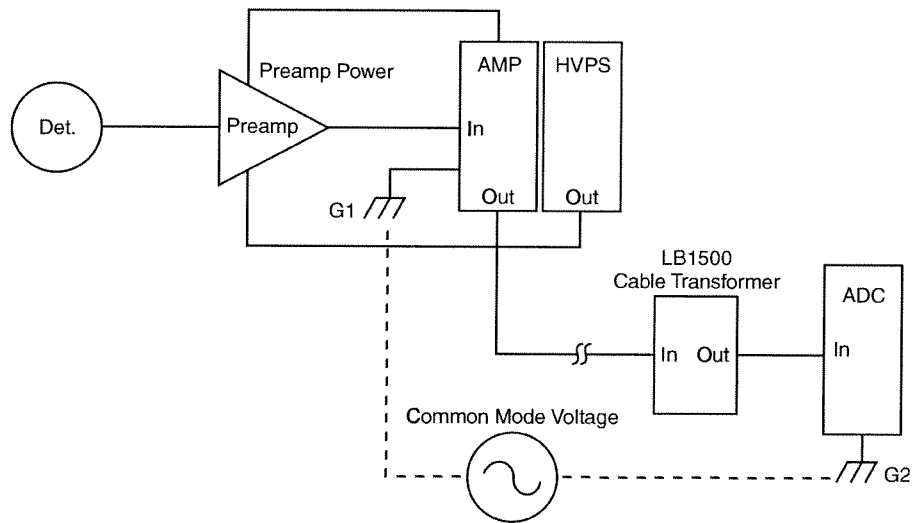 AMP
HVPS
Preamp Power
Det.
Preamp
In
Out
Out
G1
LB1500
Cable Transformer
ADC
In
Out
In
Common Mode Voltage
G2